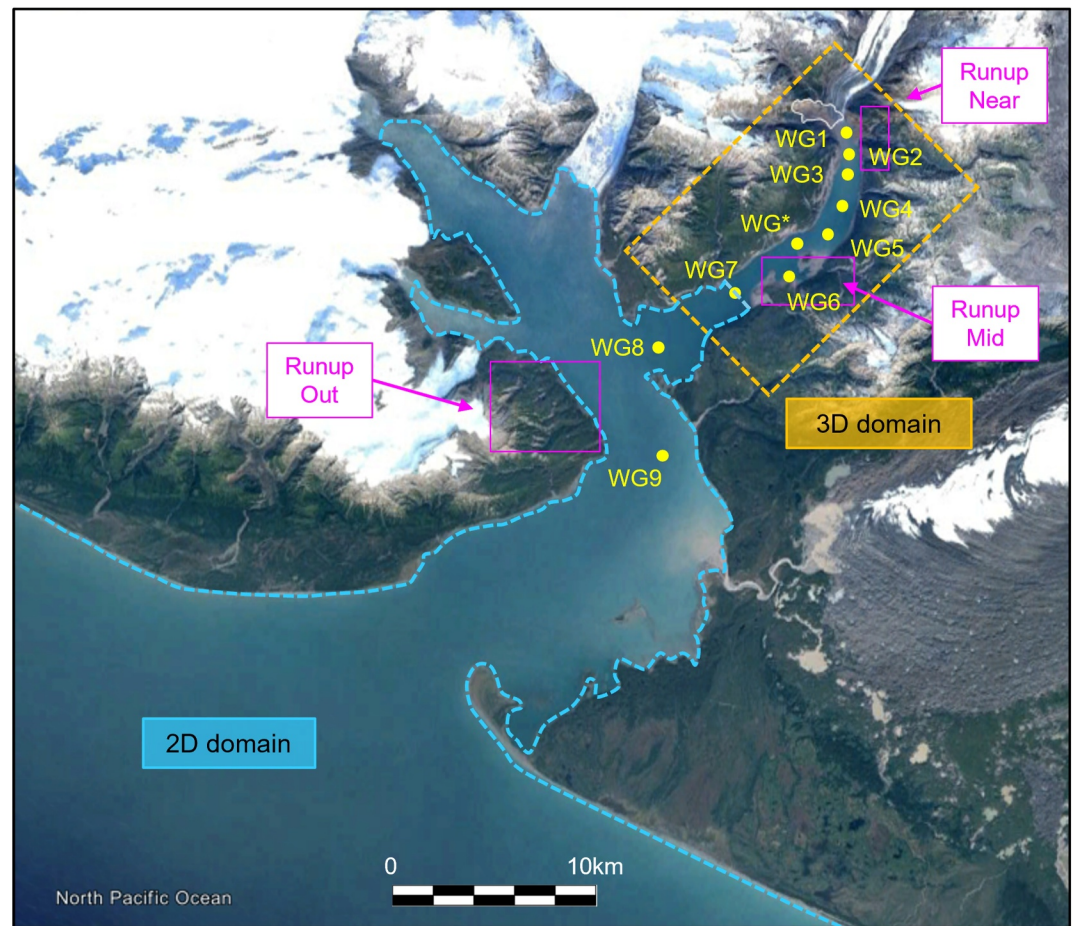 Runup
Near
WG1
WG2
WG3
WG4
WG*
WG5
WG7
WG6
Runup
Mid
WG8
Runup
Out
3D domain
WG9
2D domain
0
10km
North Pacific Ocean